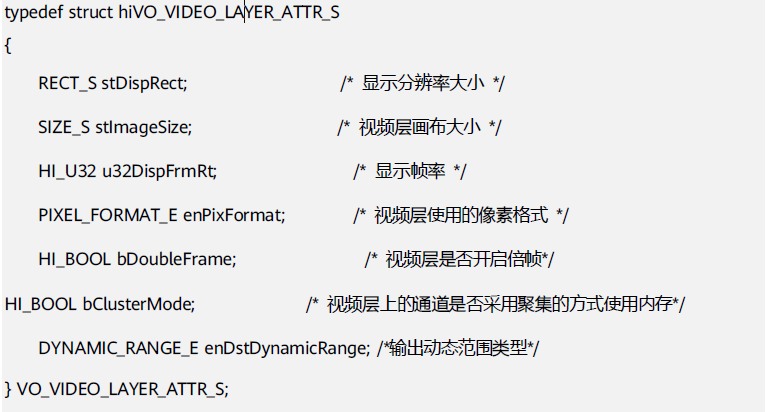 typedef struct hiVO_VIDEO_LAYER_ATTR_S
{
RECT_S stDispRect; /* 显示分辨率大小 */
SIZE_S stImageSize; /* 视频层画布大小 */
HI_U32 u32DispFrmRt; /* 显示帧率 */
PIXEL_FORMAT_E enPixFormat; /* 视频层使用的像素格式 */
HI_BOOL bDoubleFrame; /* 视频层是否开启倍帧*/
HI_BOOL bClusterMode; /* 视频层上的通道是否采用聚集的方式使用内存*/
DYNAMIC_RANGE_E enDstDynamicRange; /*输出动态范围类型*/
} VO_VIDEO_LAYER_ATTR_S;